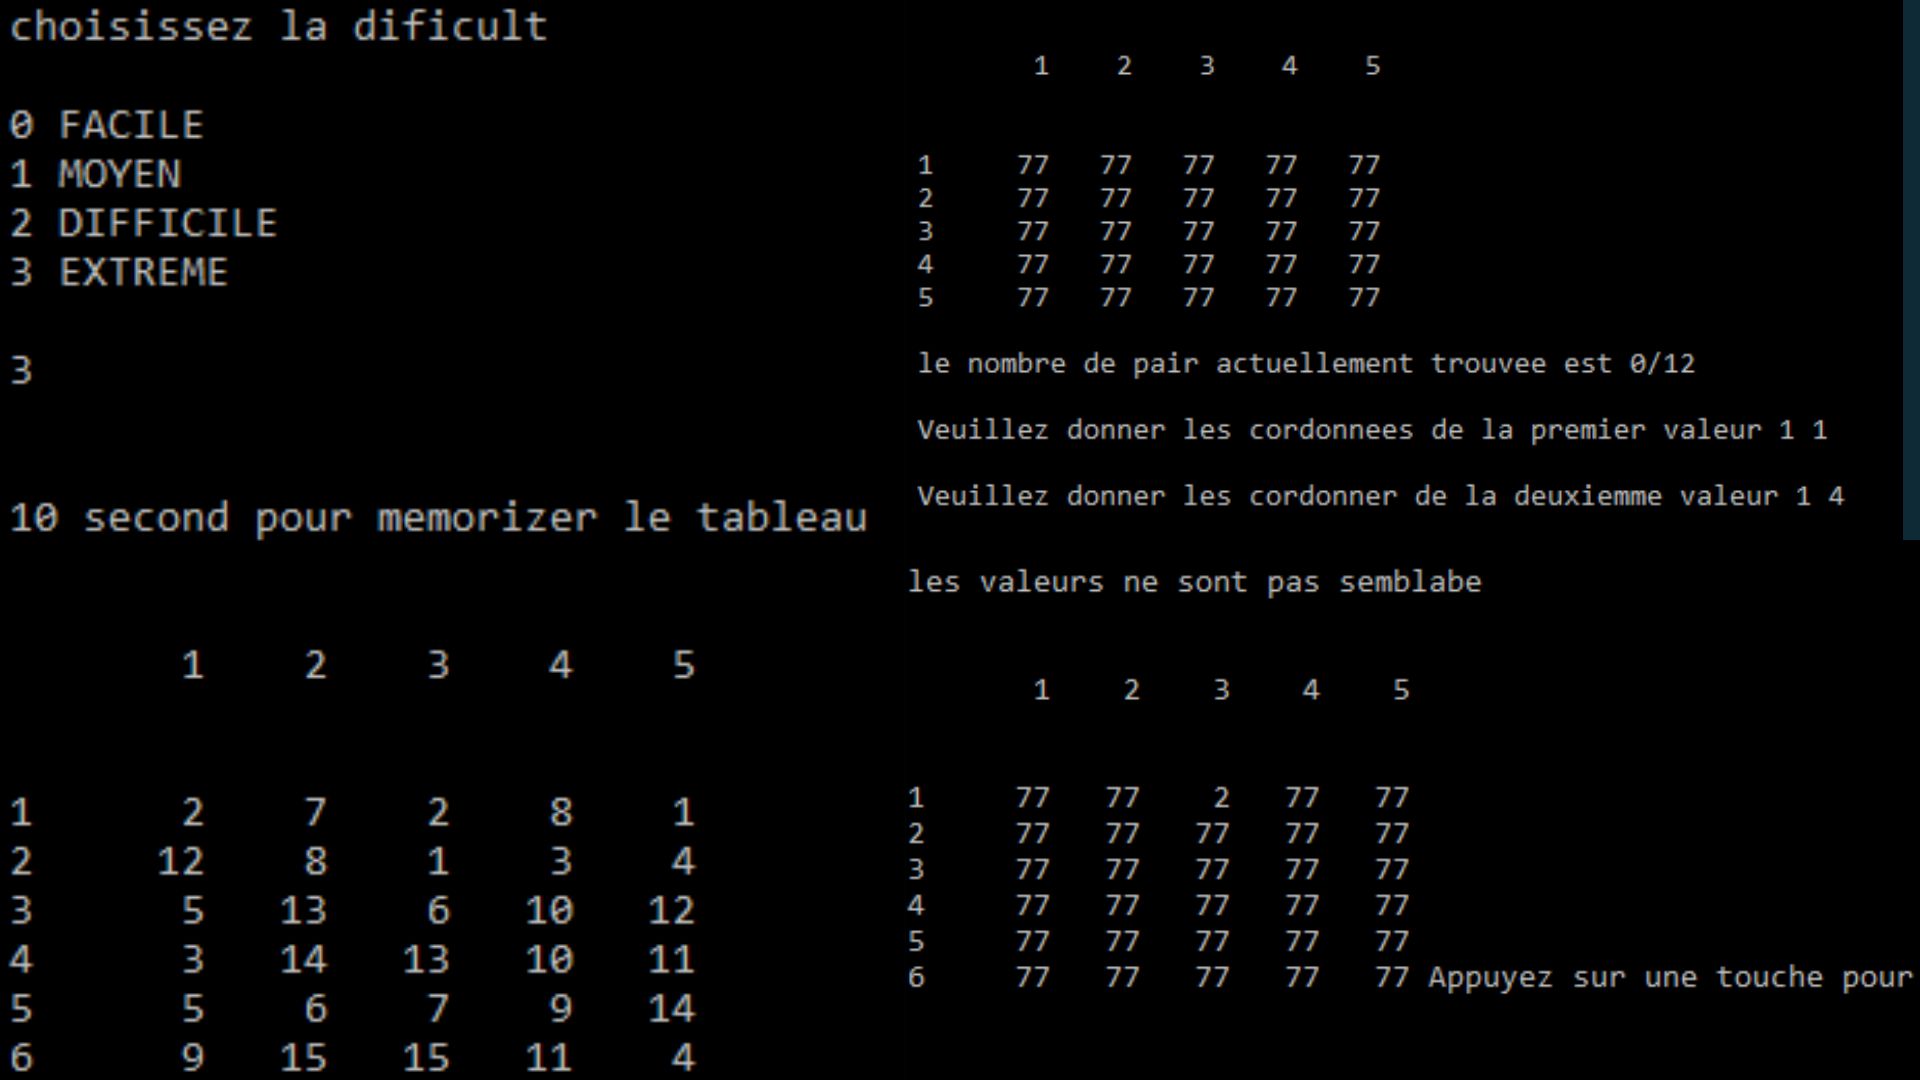 choisissez la dificult
0 FACILE
1 MOYEN
2 DIFFICILE
3 EXTREME
3
10 second pour memorizer le tableau
1 2 3 4 5
1 2 7 2 8 1
2 12 8 1 3 4
3 5 13 6 10 12
4 3 14 13 10 11
5 5 6 7 9 14
6 9 15 15 11 4
1 2 3 4 5
1 77 77 77 77 77
2 77 77 77 77 77
3 77 77 77 77 77
4 77 77 77 77 77
5 77 77 77 77 77
le nombre de pair actuellement trouvee est 0/12
Veuillez donner les cordonnees de la premier valeur 1 1
Veuillez donner les cordonner de la deuxiemme valeur 1 4
les valeurs ne sont pas semblabe
1 2 3 4 5
1 77 77 2 77 77
2 77 77 77 77 77
3 77 77 77 77 77
4 77 77 77 77 77
5 77 77 77 77 77
6 77 77 77 77 77 Appuyez sur une touche pour